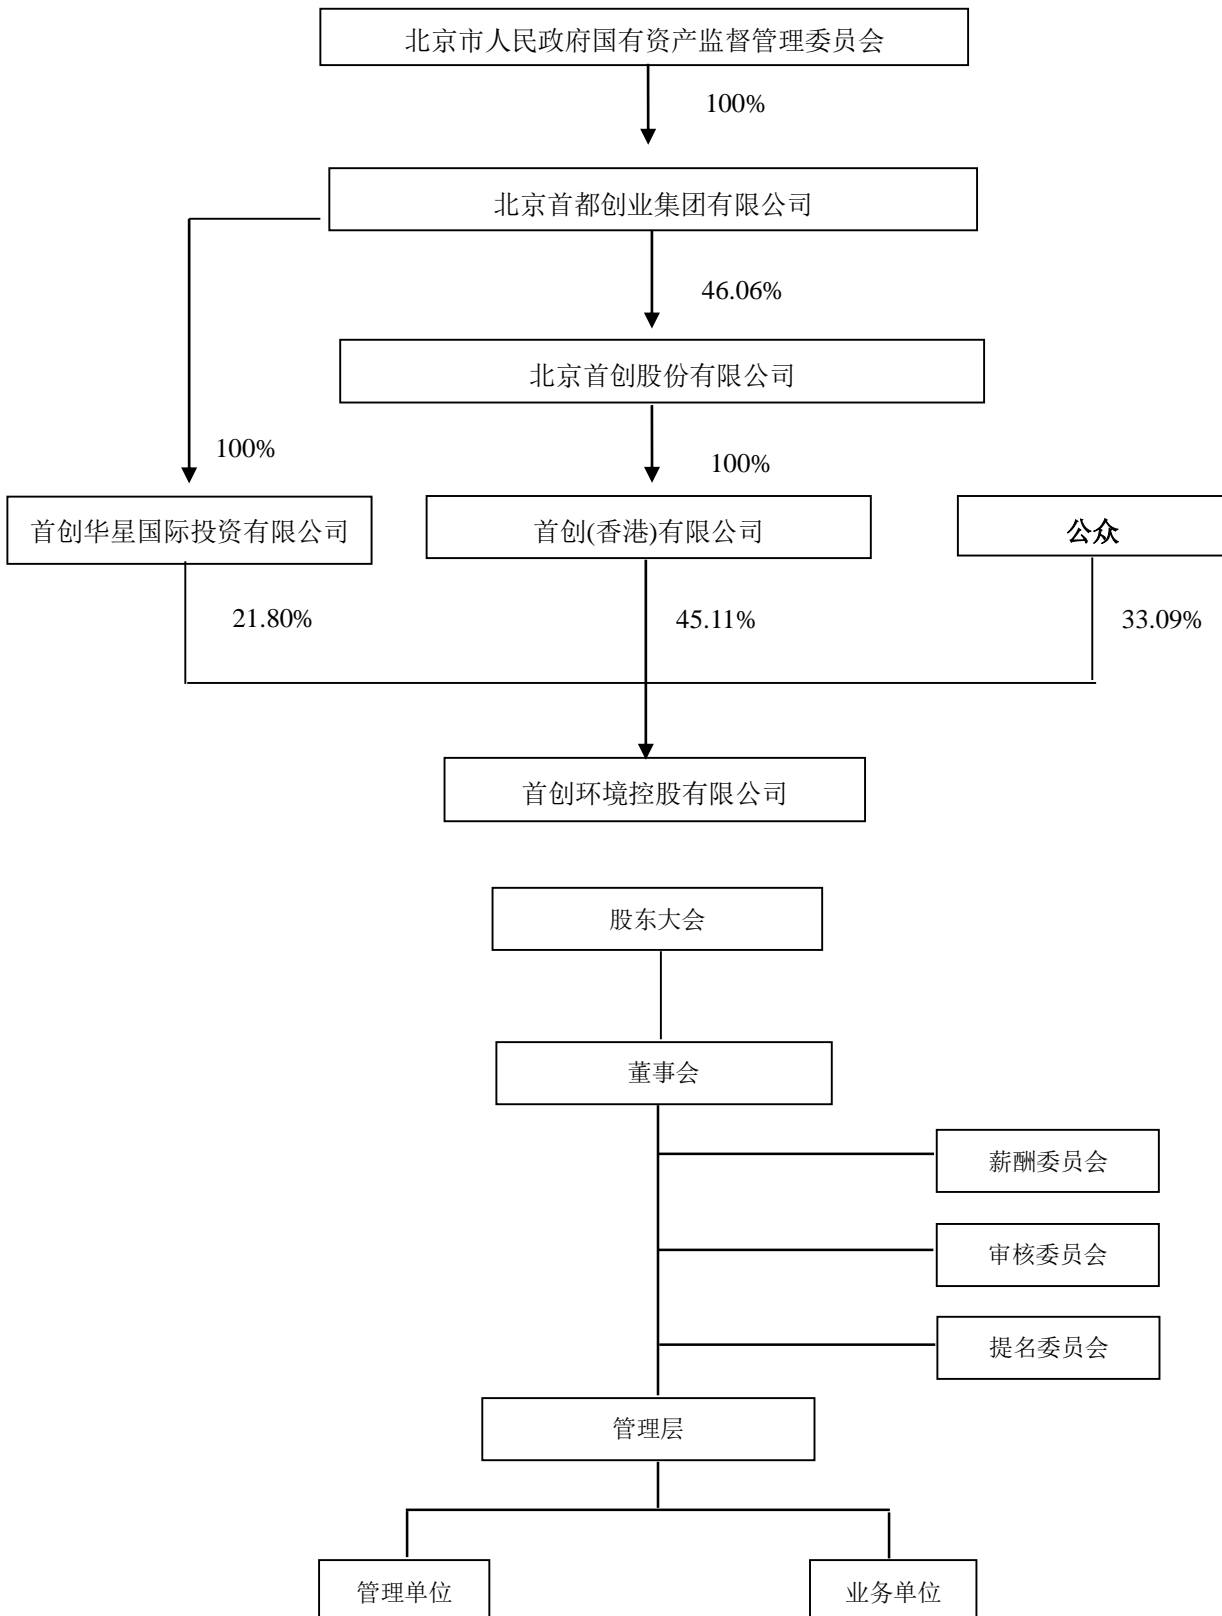 北京市人民政府国有资产监督管理委员会
100%
北京首都创业集团有限公司
46.06%
北京首创股份有限公司
100%
100%
首创华星国际投资有限公司
首创(香港)有限公司
公众
21.80%
45.11%
33.09%
首创环境控股有限公司
股东大会
董事会
薪酬委员会
审核委员会
提名委员会
管理层
管理单位
业务单位